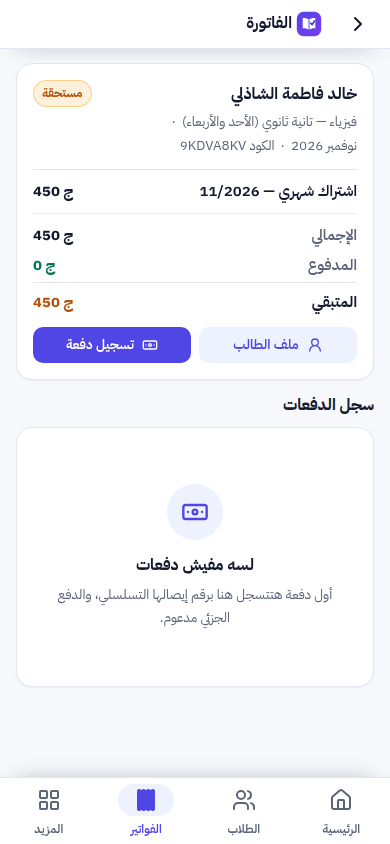 الفاتورة
خالد فاطمة الشاذلي
مستحقة
فيزياء — تانية ثانوي (الأحد والأربعاء) ·
نوفمبر 2026 · الكود 9KDVA8KV
اشتراك شهري — 11/2026
450 ج
الإجمالي
450 ج
المدفوع
0 ج
المتبقي
450 ج
ملف الطالب
تسجيل دفعة
سجل الدفعات
لسه مفيش دفعات
أول دفعة هتتسجل هنا برقم إيصالها التسلسلي، والدفع
الجزئي مدعوم.
الرئيسية
الطلاب
الفواتير
المزيد